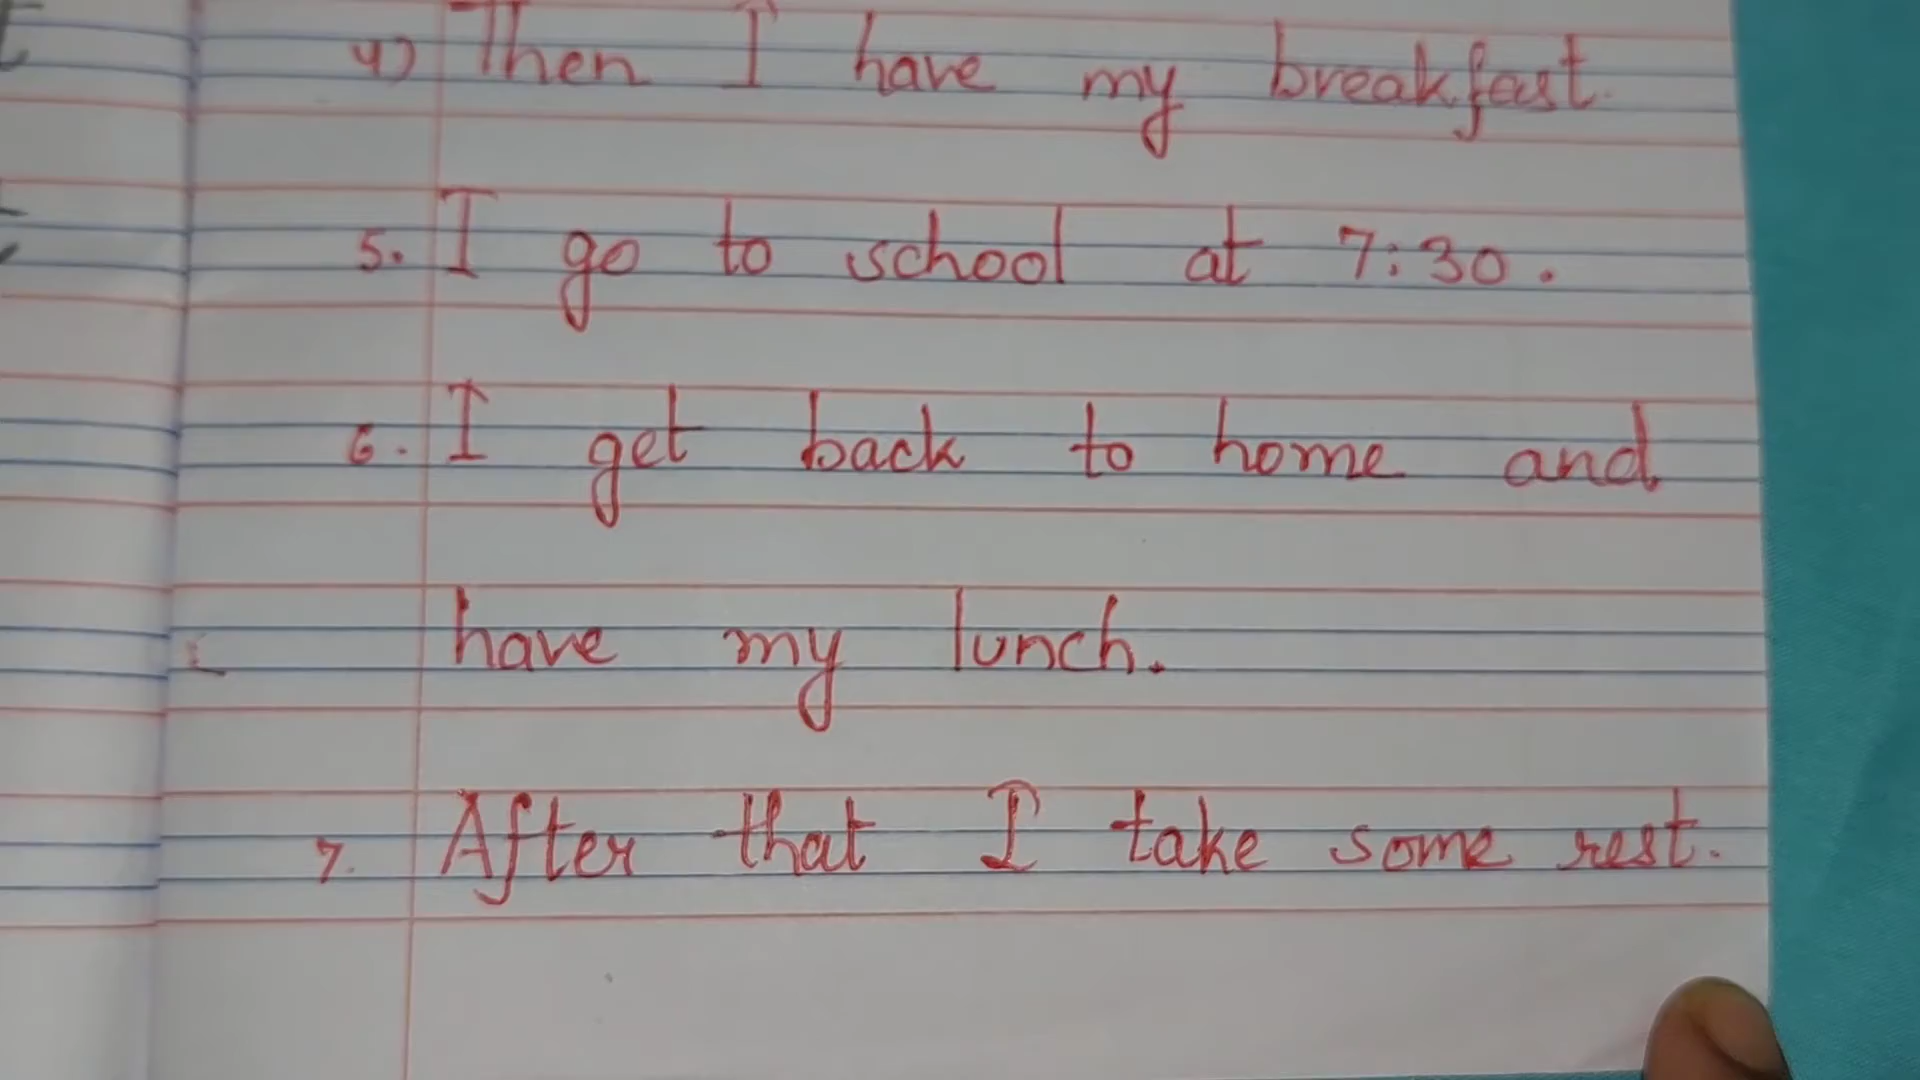 4) Then I have my breakfast.
5. I go to school at 7:30.
6. I get back to home and
have my lunch.
7. After that I take some rest.